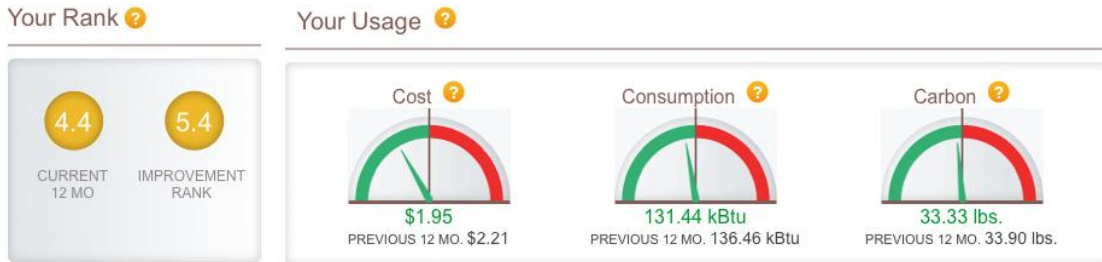 Your Rank ?
Your Usage ?
4.4
5.4
CURRENT
12 MO
IMPROVEMENT
RANK
Cost ?
$1.95
PREVIOUS 12 MO. $2.21
Consumption ?
131.44 kBtu
PREVIOUS 12 MO. 136.46 kBtu
Carbon ?
33.33 lbs.
PREVIOUS 12 MO. 33.90 lbs.